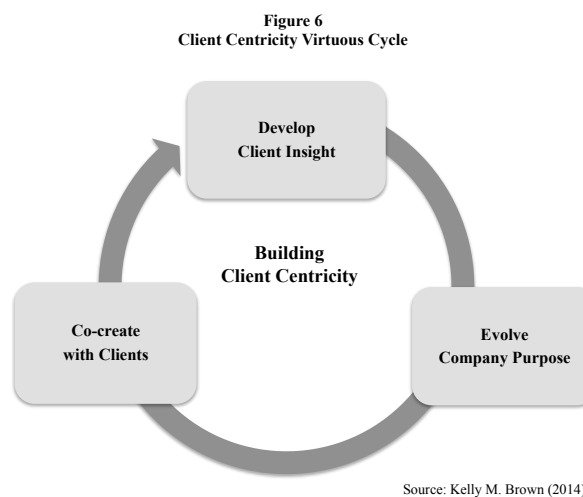 Figure 6
Client Centricity Virtuous Cycle
Develop
Client Insight
Building
Client Centricity
Co-create
with Clients
Evolve
Company Purpose
Source: Kelly M. Brown (2014)